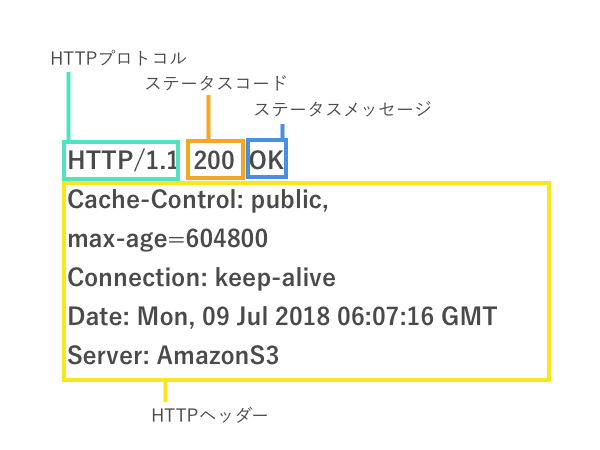 HTTPプロトコル
ステータスコード
ステータスメッセージ
HTTP/1.1 200 OK
Cache-Control: public,
max-age=604800
Connection: keep-alive
Date: Mon, 09 Jul 2018 06:07:16 GMT
Server: AmazonS3
HTTPヘッダー